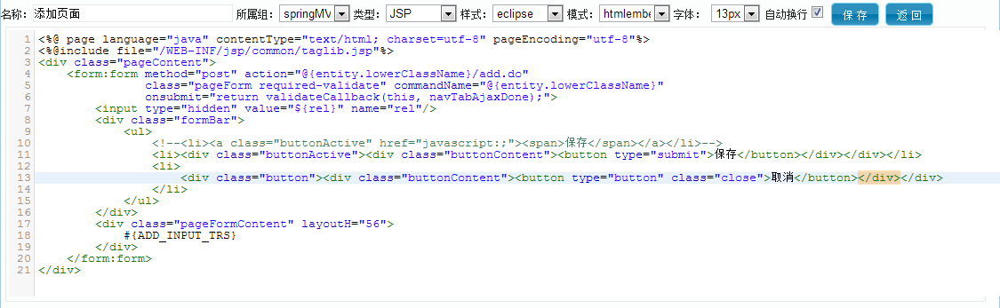 名称: 添加页面 所属组: springMV 类型: JSP 样式: eclipse 模式: htmlembe 字体: 13px 自动换行 保存 返回
1 <%@ page language="java" contentType="text/html; charset=utf-8" pageEncoding="utf-8"%>
2 <%@include file="/WEB-INF/jsp/common/taglib.jsp"%>
3 <div class="pageContent">
4 <form:form method="post" action="@{entity.lowerClassName}/add.do"
5 class="pageForm required-validate" commandName="@{entity.lowerClassName}"
6 onsubmit="return validateCallback(this, navTabAjaxDone);">
7 <input type="hidden" value="${rel}" name="rel"/>
8 <div class="formBar">
9 <ul>
10 <!--<li><a class="buttonActive" href="javascript:;"><span>保存</span></a></li>-->
11 <li><div class="buttonActive"><div class="buttonContent"><button type="submit">保存</button></div></div></li>
12 <li>
13 <div class="button"><div class="buttonContent"><button type="button" class="close">取消</button></div></div>
14 </li>
15 </ul>
16 </div>
17 <div class="pageFormContent" layoutH="56">
18 #{ADD_INPUT_TRS}
19 </div>
20 </form:form>
21 </div>